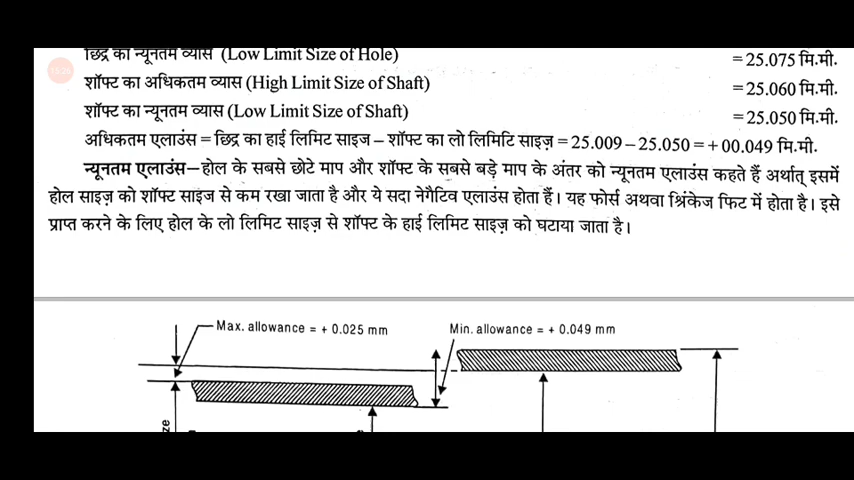 छिद्र का न्यूनतम व्यास (Low Limit Size of Hole) = 25.075 मि.मी.
शॉफ्ट का अधिकतम व्यास (High Limit Size of Shaft) = 25.060 मि.मी.
शॉफ्ट का न्यूनतम व्यास (Low Limit Size of Shaft) = 25.050 मि.मी.
अधिकतम एलाउंस = छिद्र का हाई लिमिट साइज – शॉफ्ट का लो लिमिटि साइज़ = 25.009 – 25.050 = + 00.049 मि.मी.
न्यूनतम एलाउंस—होल के सबसे छोटे माप और शॉफ्ट के सबसे बड़े माप के अंतर को न्यूनतम एलाउंस कहते हैं अर्थात् इसमें
होल साइज़ को शॉफ्ट साइज से कम रखा जाता है और ये सदा नेगैटिव एलाउंस होता हैं। यह फोर्स अथवा श्रिंकेज फिट में होता है। इसे
प्राप्त करने के लिए होल के लो लिमिट साइज़ से शॉफ्ट के हाई लिमिट साइज़ को घटाया जाता है।
Max. allowance = + 0.025 mm
Min. allowance = + 0.049 mm